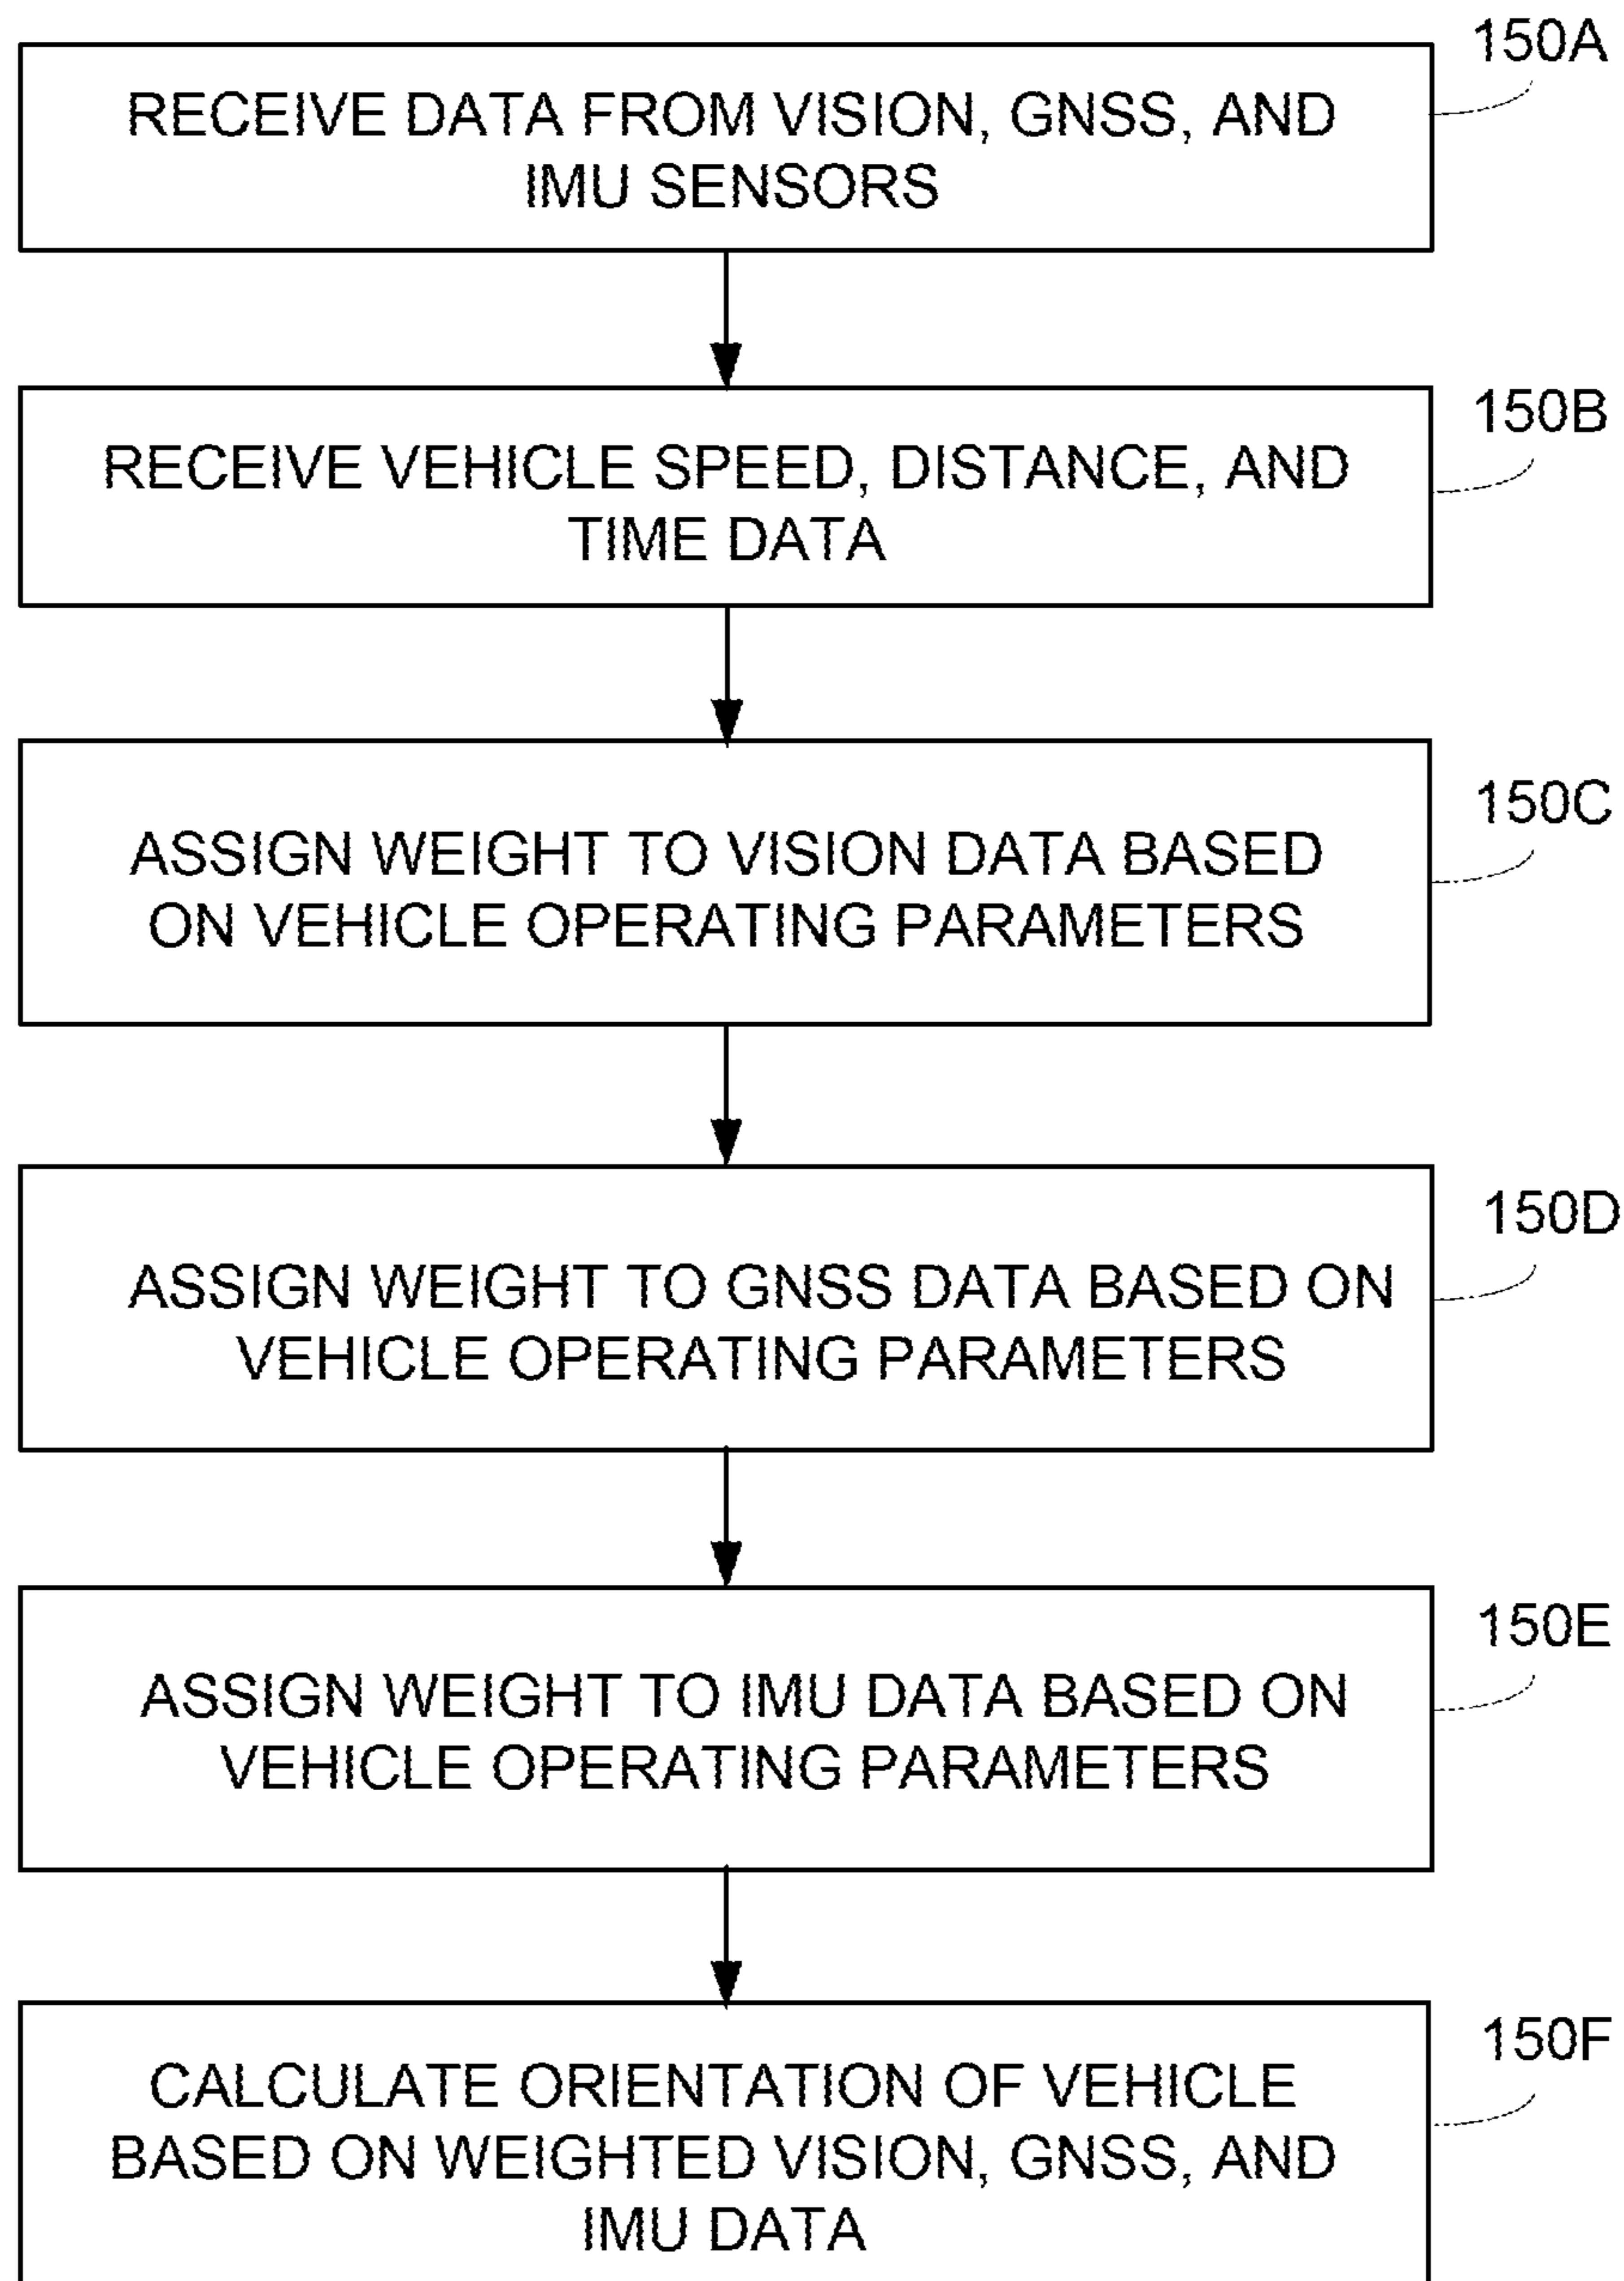 150A
RECEIVE DATA FROM VISION, GNSS, AND
IMU SENSORS
150B
RECEIVE VEHICLE SPEED, DISTANCE, AND
TIME DATA
150C
ASSIGN WEIGHT TO VISION DATA BASED
ON VEHICLE OPERATING PARAMETERS
150D
ASSIGN WEIGHT TO GNSS DATA BASED ON
VEHICLE OPERATING PARAMETERS
150E
ASSIGN WEIGHT TO IMU DATA BASED ON
VEHICLE OPERATING PARAMETERS
150F
CALCULATE ORIENTATION OF VEHICLE
BASED ON WEIGHTED VISION, GNSS, AND
IMU DATA